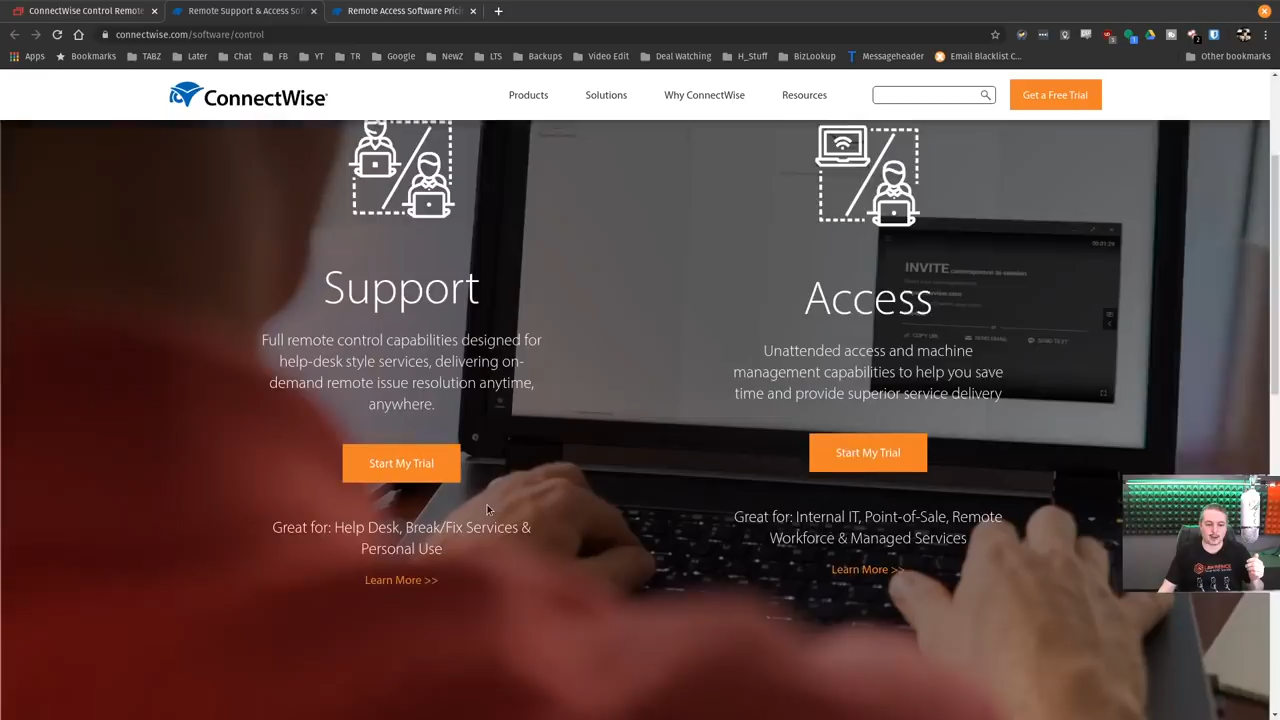 ConnectWise Control Remote
Remote Support & Access Sof
Remote Access Software Prici
connectwise.com/software/control
Apps
Bookmarks
TABZ
Later
Chat
FB
YT
TR
Google
NewZ
LTS
Backups
Video Edit
Deal Watching
H_Stuff
BizLookup
Messageheader
Email Blacklist C...
Other bookmarks
ConnectWise
Products
Solutions
Why ConnectWise
Resources
Get a Free Trial
Support
Full remote control capabilities designed for
help-desk style services, delivering on-
demand remote issue resolution anytime,
anywhere.
Start My Trial
Great for: Help Desk, Break/Fix Services &
Personal Use
Learn More >>
Access
Unattended access and machine
management capabilities to help you save
time and provide superior service delivery
Start My Trial
Great for: Internal IT, Point-of-Sale, Remote
Workforce & Managed Services
Learn More >>
INVITE
COPY URL
SEND EMAIL
SEND TEXT